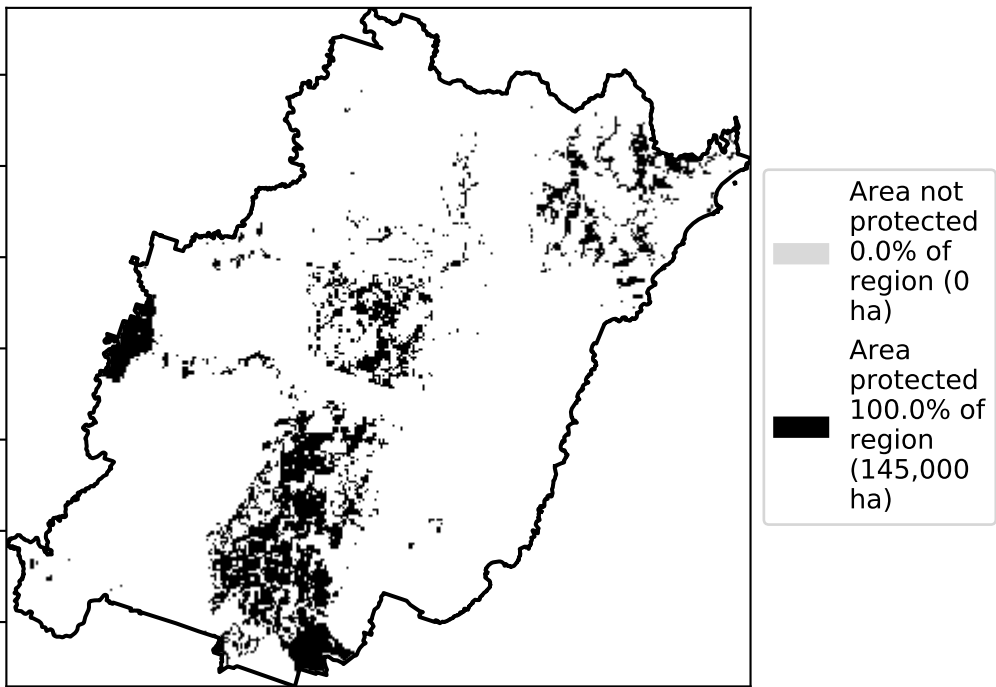 Area not
protected
0.0% of
region (0
ha)
Area
protected
100.0% of
region
(145,000
ha)